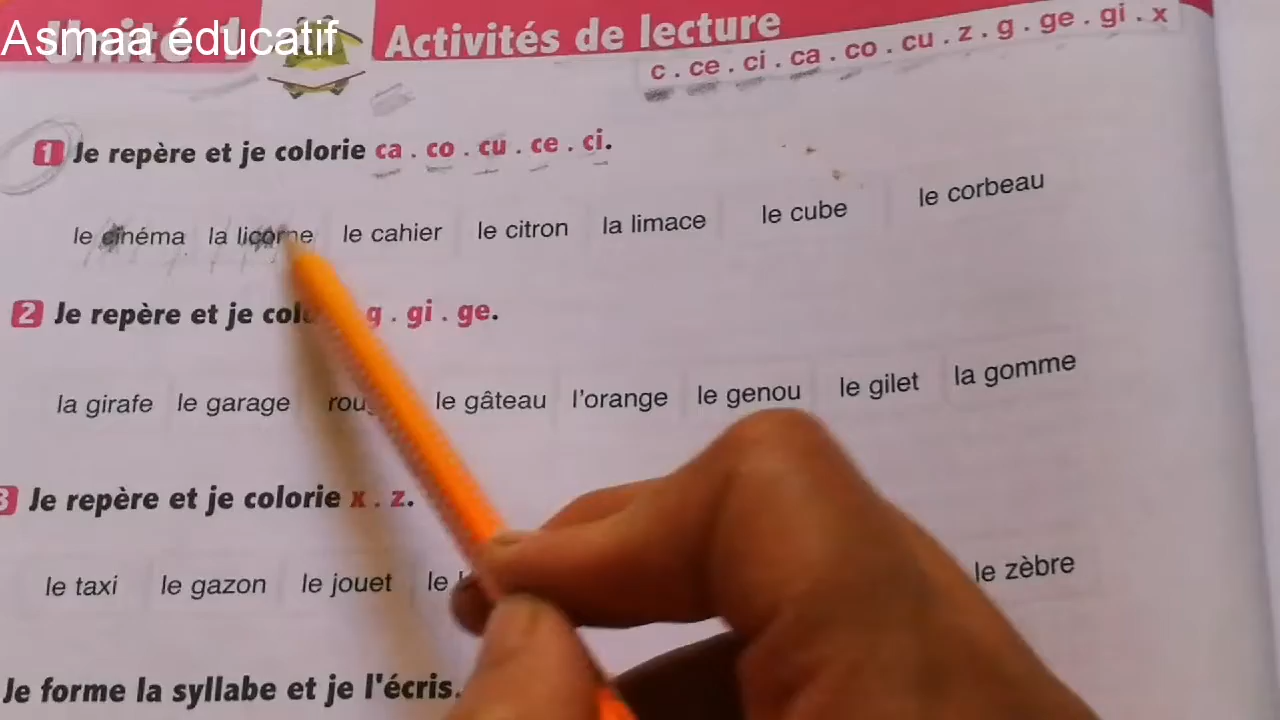 Asmaa éducatif
Unité 1 Activités de lecture
c . ce . ci . ca . co . cu . z . g . ge . gi . x
1 Je repère et je colorie ca . co . cu . ce . ci.
le cinéma la licorne le cahier le citron la limace le cube le corbeau
2 Je repère et je g . gi . ge.
la girafe le garage le gâteau l'orange le genou le gilet la gomme
3 Je repère et je colorie x . z.
le taxi le gazon le jouet le le zèbre
Je forme la syllabe et je l'écris.